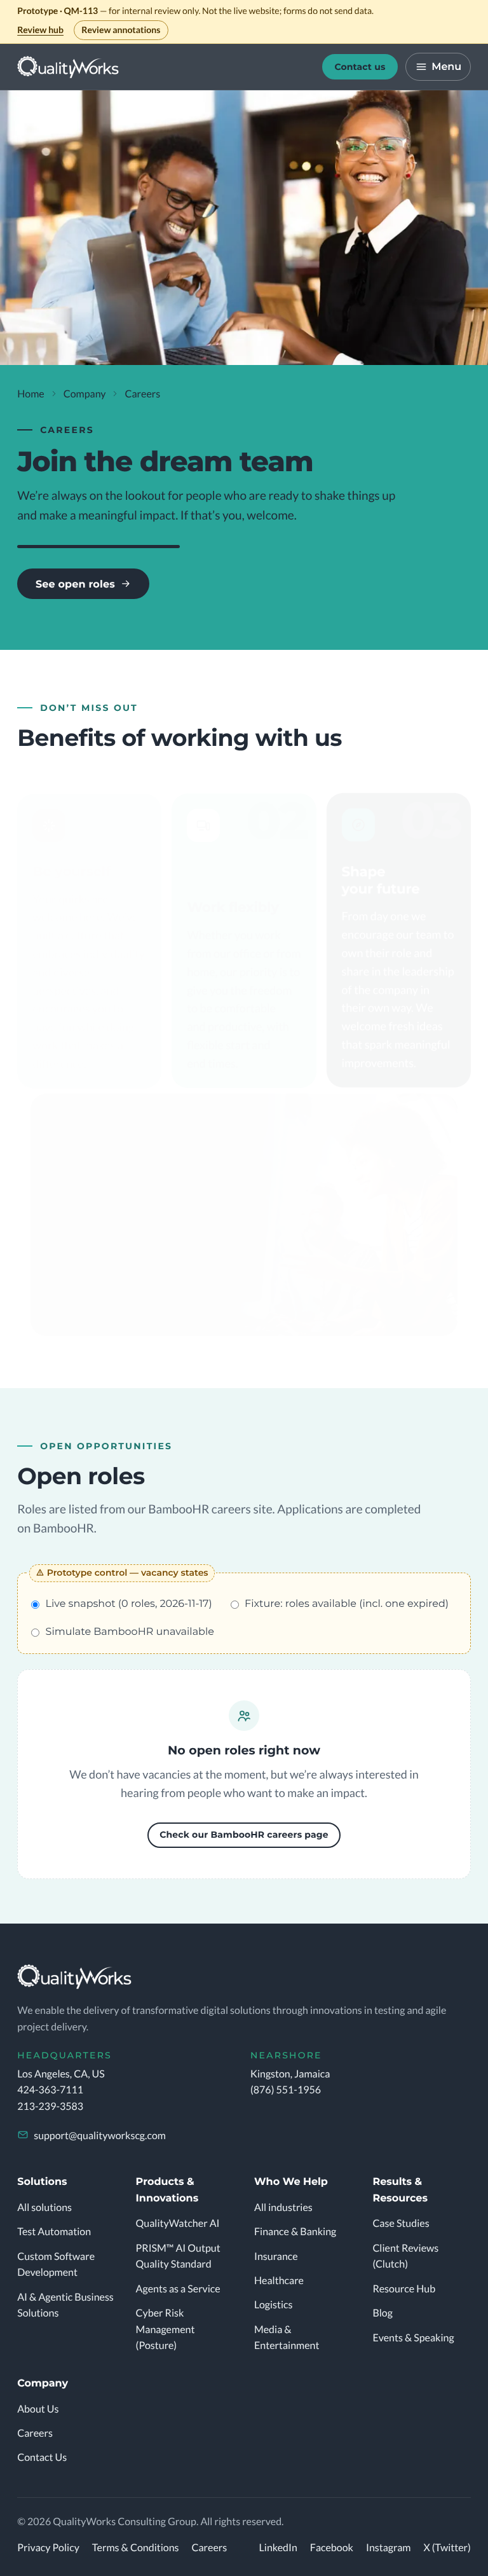 Prototype · QM-113 — for internal review only. Not the live website; forms do not send data.
Review hub
Review annotations
QualityWorks
Contact us
Menu
Home
Company
Careers
CAREERS
Join the dream team
We’re always on the lookout for people who are ready to shake things up
and make a meaningful impact. If that’s you, welcome.
See open roles
DON’T MISS OUT
Benefits of working with us
Shape
your future
OPEN OPPORTUNITIES
Open roles
Roles are listed from our BambooHR careers site. Applications are completed
on BambooHR.
Prototype control — vacancy states
Live snapshot (0 roles, 2026-11-17)
Fixture: roles available (incl. one expired)
Simulate BambooHR unavailable
No open roles right now
We don’t have vacancies at the moment, but we’re always interested in
hearing from people who want to make an impact.
Check our BambooHR careers page
QualityWorks
We enable the delivery of transformative digital solutions through innovations in testing and agile
project delivery.
HEADQUARTERS
Los Angeles, CA, US
424-363-7111
213-239-3583
NEARSHORE
Kingston, Jamaica
(876) 551-1956
support@qualityworkscg.com
Solutions
All solutions
Test Automation
Custom Software
Development
AI & Agentic Business
Solutions
Products &
Innovations
QualityWatcher AI
PRISM™ AI Output
Quality Standard
Agents as a Service
Cyber Risk
Management
(Posture)
Who We Help
All industries
Finance & Banking
Insurance
Healthcare
Logistics
Media &
Entertainment
Results &
Resources
Case Studies
Client Reviews
(Clutch)
Resource Hub
Blog
Events & Speaking
Company
About Us
Careers
Contact Us
© 2026 QualityWorks Consulting Group. All rights reserved.
Privacy Policy
Terms & Conditions
Careers
LinkedIn
Facebook
Instagram
X (Twitter)